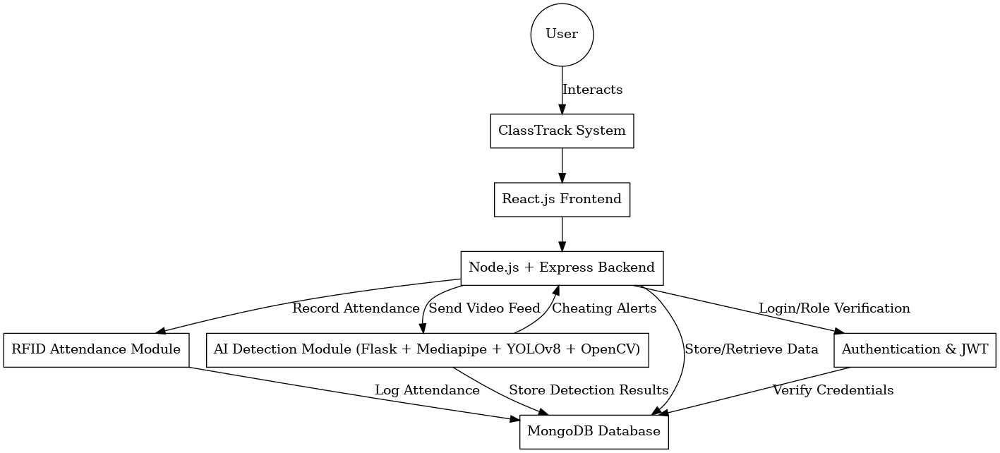 User
Interacts
ClassTrack System
React.js Frontend
Node.js + Express Backend
Record Attendance
Send Video Feed
Cheating Alerts
Login/Role Verification
RFID Attendance Module
AI Detection Module (Flask + Mediapipe + YOLOv8 + OpenCV)
Store/Retrieve Data
Authentication & JWT
Log Attendance
Store Detection Results
Verify Credentials
MongoDB Database